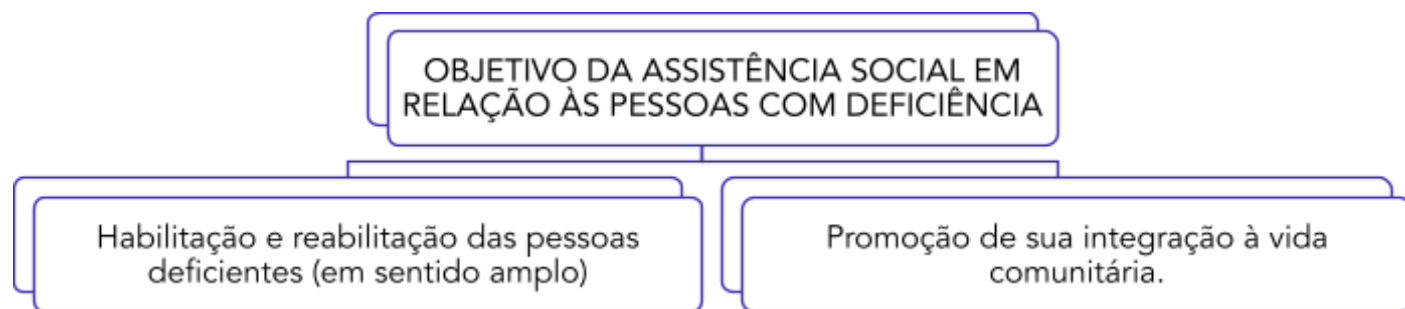 OBJETIVO DA ASSISTÊNCIA SOCIAL EM
RELAÇÃO ÀS PESSOAS COM DEFICIÊNCIA
Habilitação e reabilitação das pessoas
deficientes (em sentido amplo)
Promoção de sua integração à vida
comunitária.